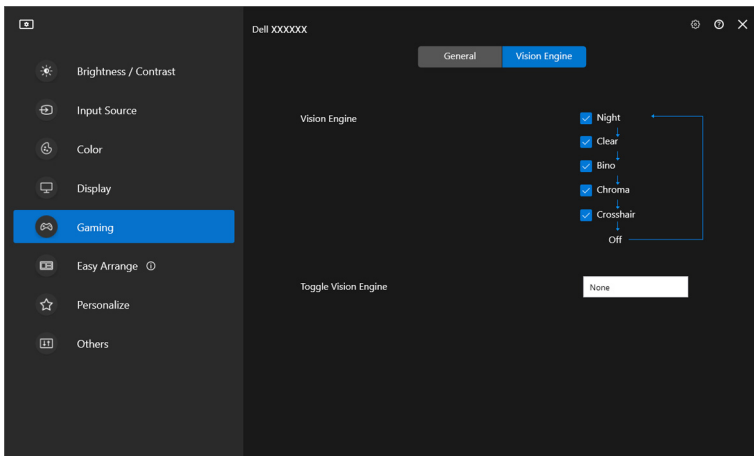 Dell XXXXXX
General
Vision Engine
Brightness / Contrast
Input Source
Color
Display
Gaming
Easy Arrange
Personalize
Others
Vision Engine
Night
Clear
Bino
Chroma
Crosshair
Off
Toggle Vision Engine
None